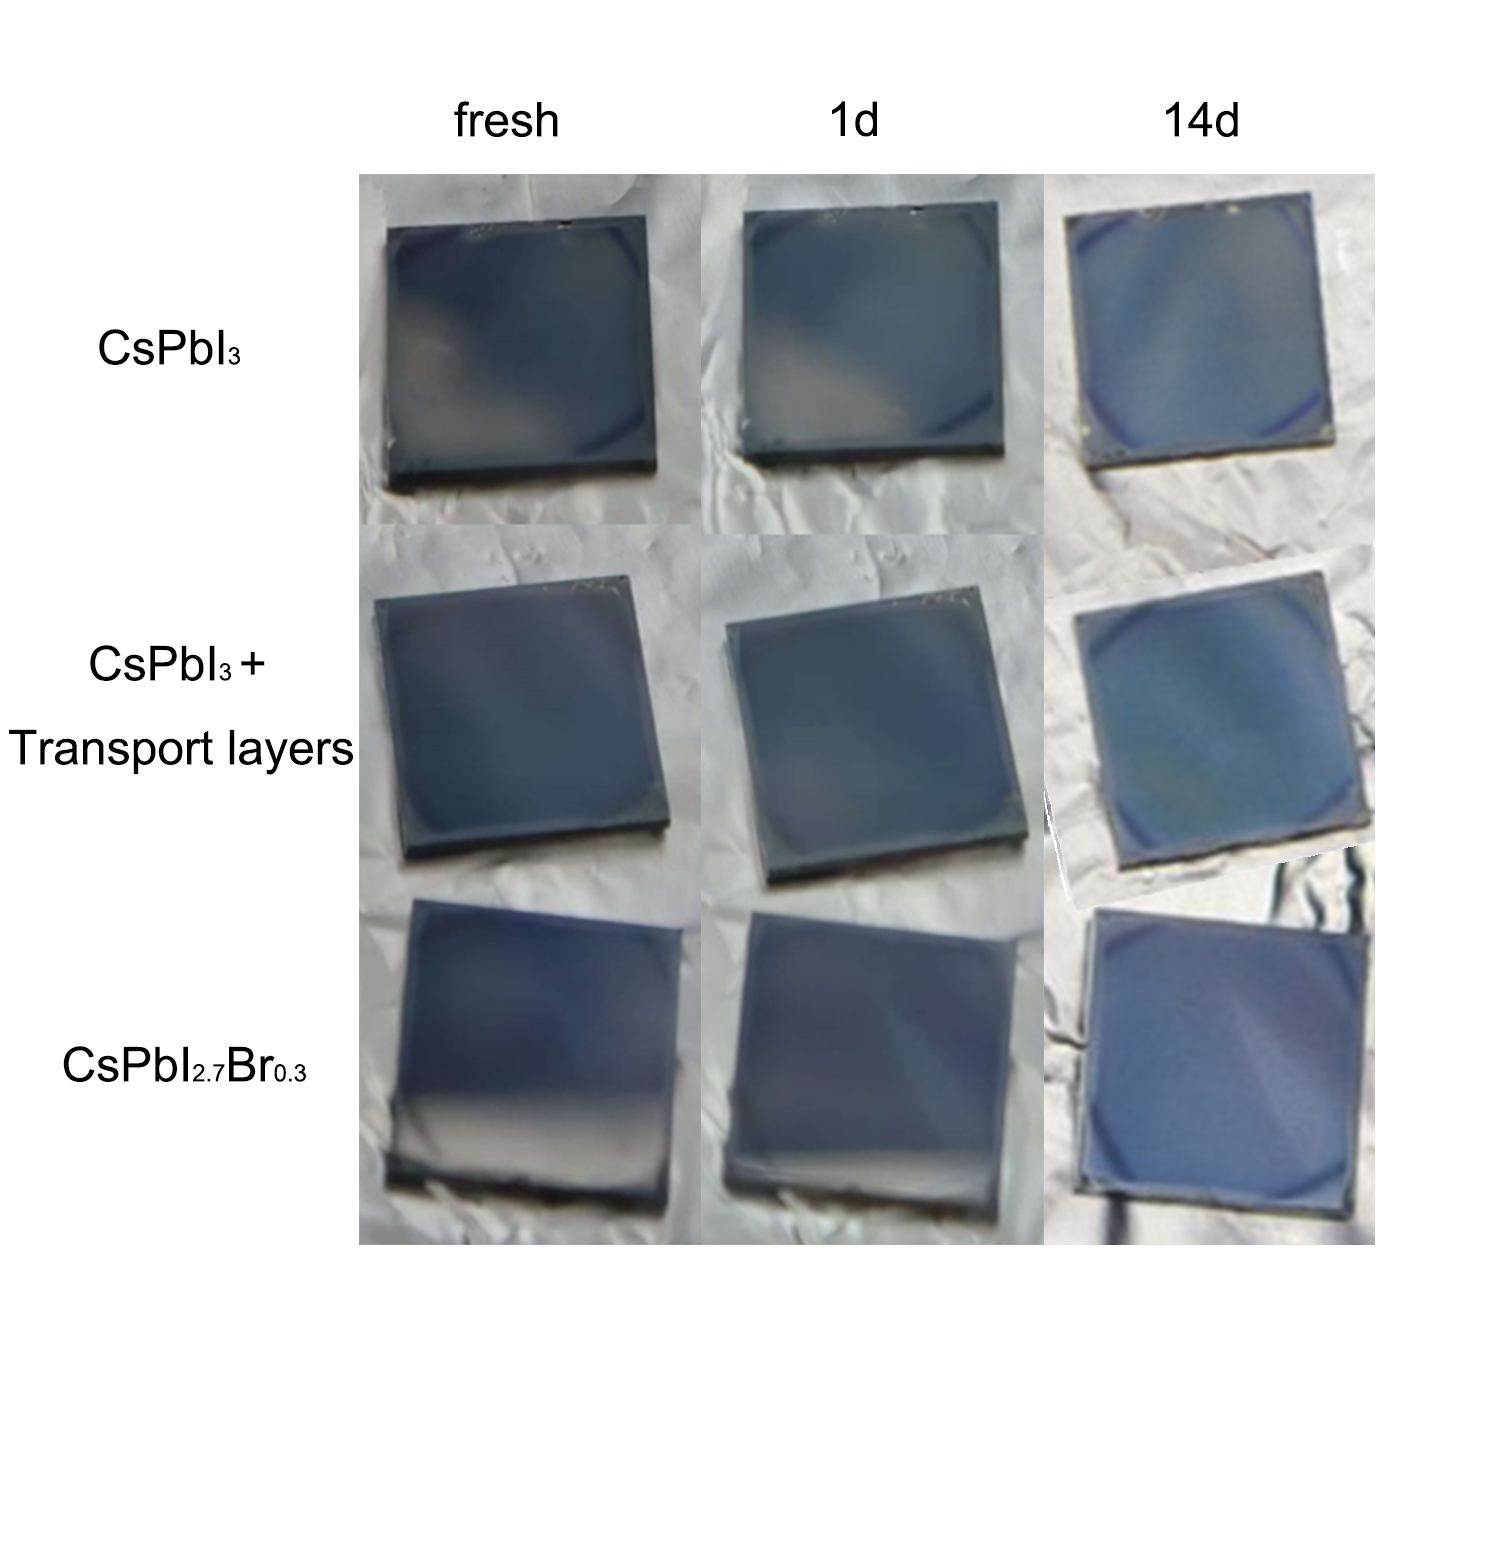 fresh 1d 14d
CsPbI₃
CsPbI₃ +
Transport layers
CsPbI₂.₇Br₀.₃